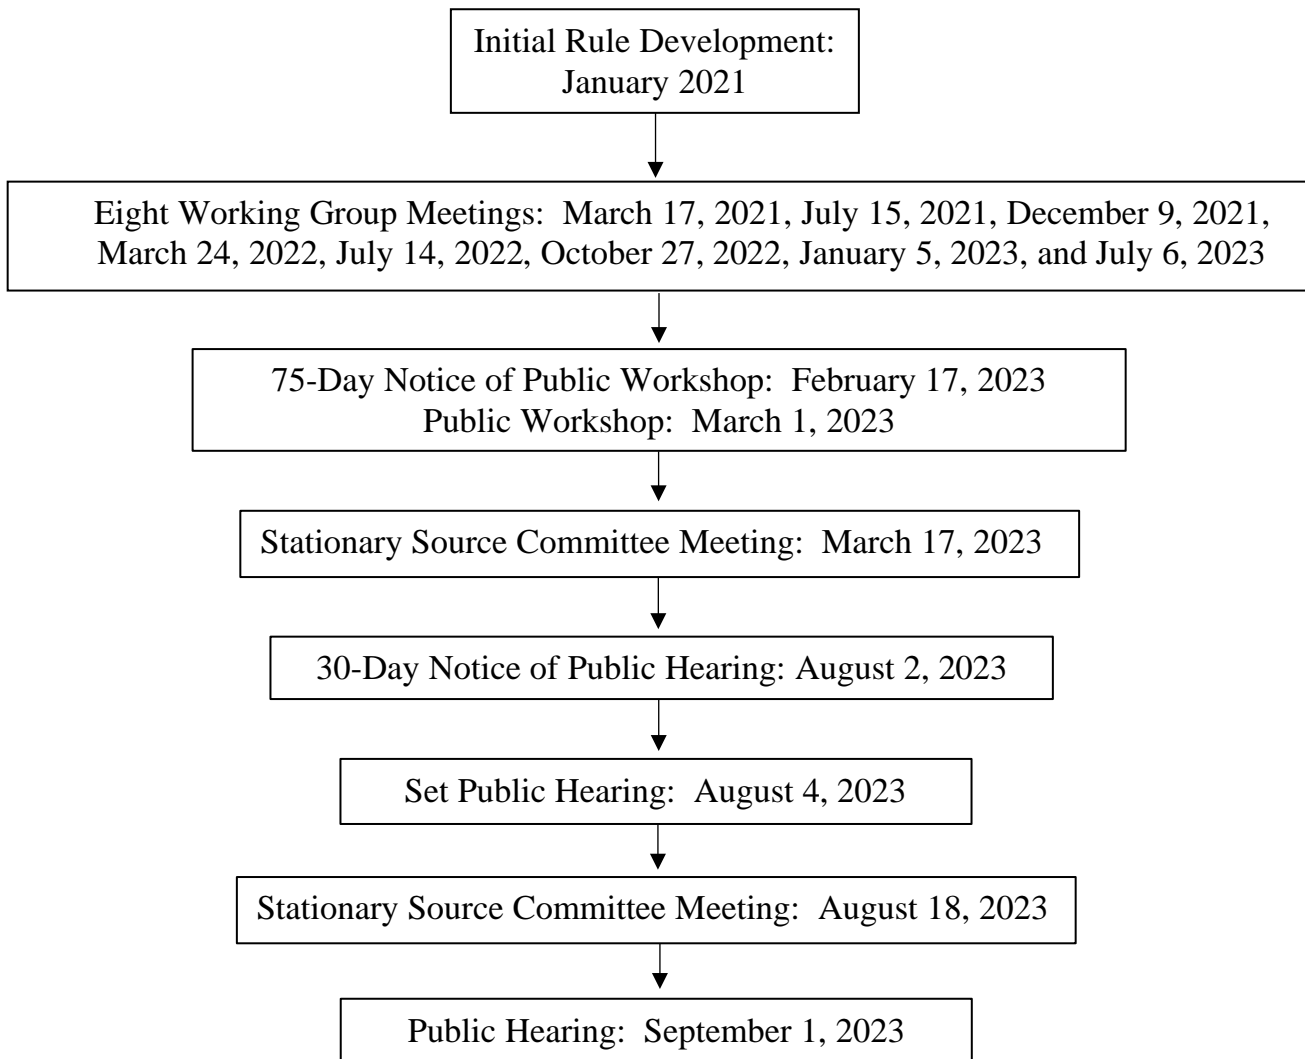 Initial Rule Development:
January 2021
Eight Working Group Meetings:  March 17, 2021, July 15, 2021, December 9, 2021,
March 24, 2022, July 14, 2022, October 27, 2022, January 5, 2023, and July 6, 2023
75-Day Notice of Public Workshop:  February 17, 2023
Public Workshop:  March 1, 2023
Stationary Source Committee Meeting:  March 17, 2023
30-Day Notice of Public Hearing: August 2, 2023
Set Public Hearing:  August 4, 2023
Stationary Source Committee Meeting:  August 18, 2023
Public Hearing:  September 1, 2023